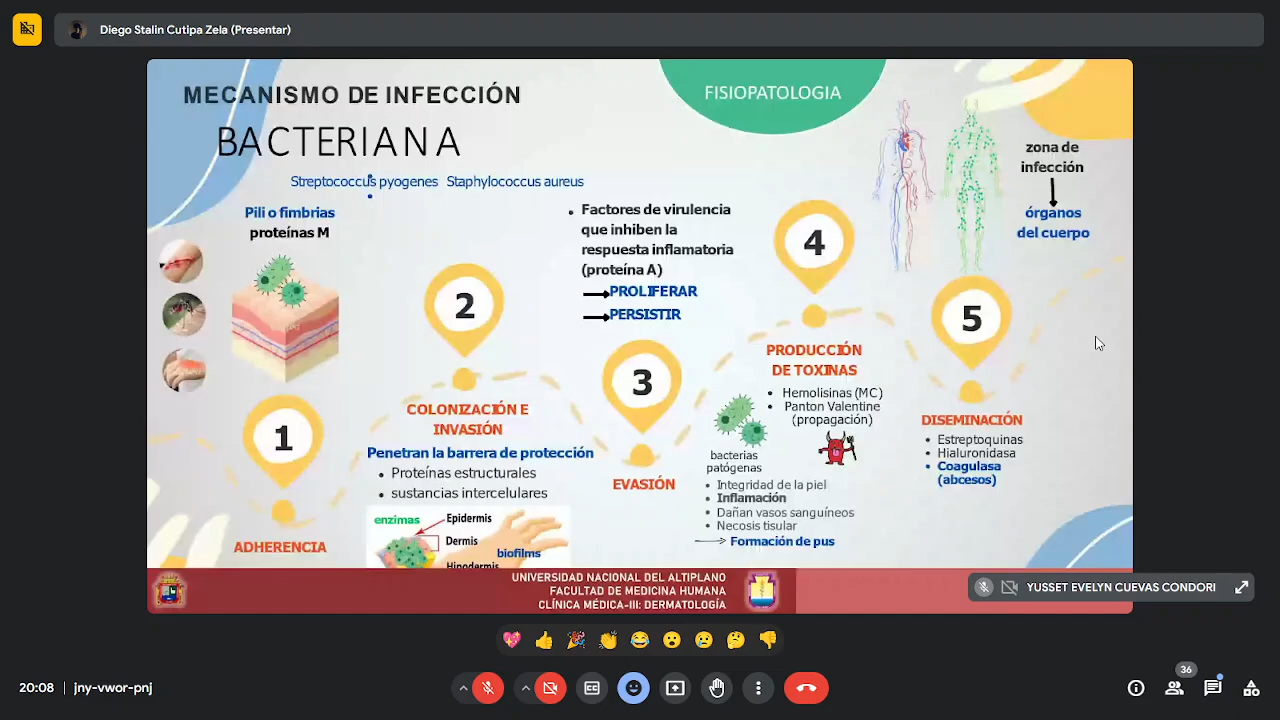 Diego Stalin Cutipa Zela (Presentar)
MECANISMO DE INFECCIÓN
BACTERIANA
FISIOPATOLOGIA
Streptococcus pyogenes Staphylococcus aureus
Pili o fimbrias
proteínas M
1
ADHERENCIA
2
COLONIZACIÓN E
INVASIÓN
Penetran la barrera de protección
• Proteínas estructurales
• sustancias intercelulares
enzimas
Epidermis
Dermis
biofilms
Hipodermis
• Factores de virulencia
que inhiben la
respuesta inflamatoria
(proteína A)
PROLIFERAR
PERSISTIR
3
EVASIÓN
4
PRODUCCIÓN
DE TOXINAS
• Hemolisinas (MC)
• Panton Valentine
(propagación)
bacterias
patógenas
• Integridad de la piel
• Inflamación
• Dañan vasos sanguíneos
• Necosis tisular
Formación de pus
zona de
infección
órganos
del cuerpo
5
DISEMINACIÓN
• Estreptoquinas
• Hialuronidasa
• Coagulasa
(abcesos)
UNIVERSIDAD NACIONAL DEL ALTIPLANO
FACULTAD DE MEDICINA HUMANA
CLÍNICA MÉDICA-III: DERMATOLOGÍA
YUSSET EVELYN CUEVAS CONDORI
20:08 | jny-vwor-pnj
36